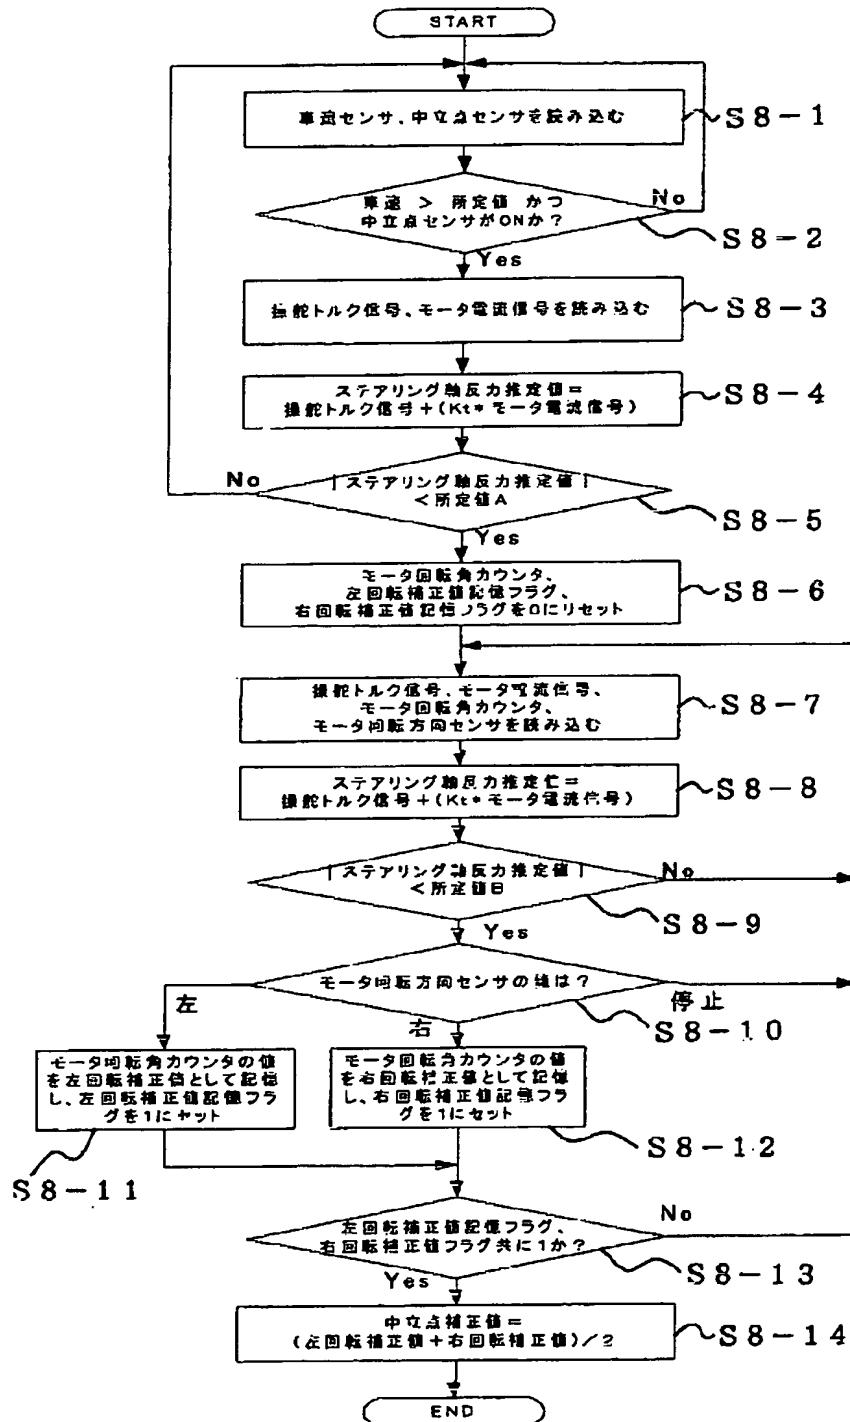 START
車速センサ、中立点センサを読み込む
S8-1
車速 > 所定値 かつ
中立点センサがONか?
No
S8-2
Yes
操舵トルク信号、モータ電流信号を読み込む
S8-3
ステアリング軸反力推定値=
操舵トルク信号+(Kt*モータ電流信号)
S8-4
|ステアリング軸反力推定値|
<所定値A
No
S8-5
Yes
モータ回転角カウンタ、
左回転補正値記憶フラグ、
右回転補正値記憶フラグを0にリセット
S8-6
操舵トルク信号、モータ電流信号、
モータ回転角カウンタ、
モータ回転方向センサを読み込む
S8-7
ステアリング軸反力推定値=
操舵トルク信号+(Kt*モータ電流信号)
S8-8
|ステアリング軸反力推定値|
<所定値B
No
S8-9
Yes
モータ回転方向センサの値は?
左
右
停止
S8-10
モータ回転角カウンタの値
を左回転補正値として記憶
し、左回転補正値記憶フラ
グを1にセット
S8-11
モータ回転角カウンタの値
を右回転補正値として記憶
し、右回転補正値記憶フラ
グを1にセット
S8-12
左回転補正値記憶フラグ、
右回転補正値フラグ共に1か?
No
S8-13
Yes
中立点補正値=
(左回転補正値+右回転補正値)/2
S8-14
END